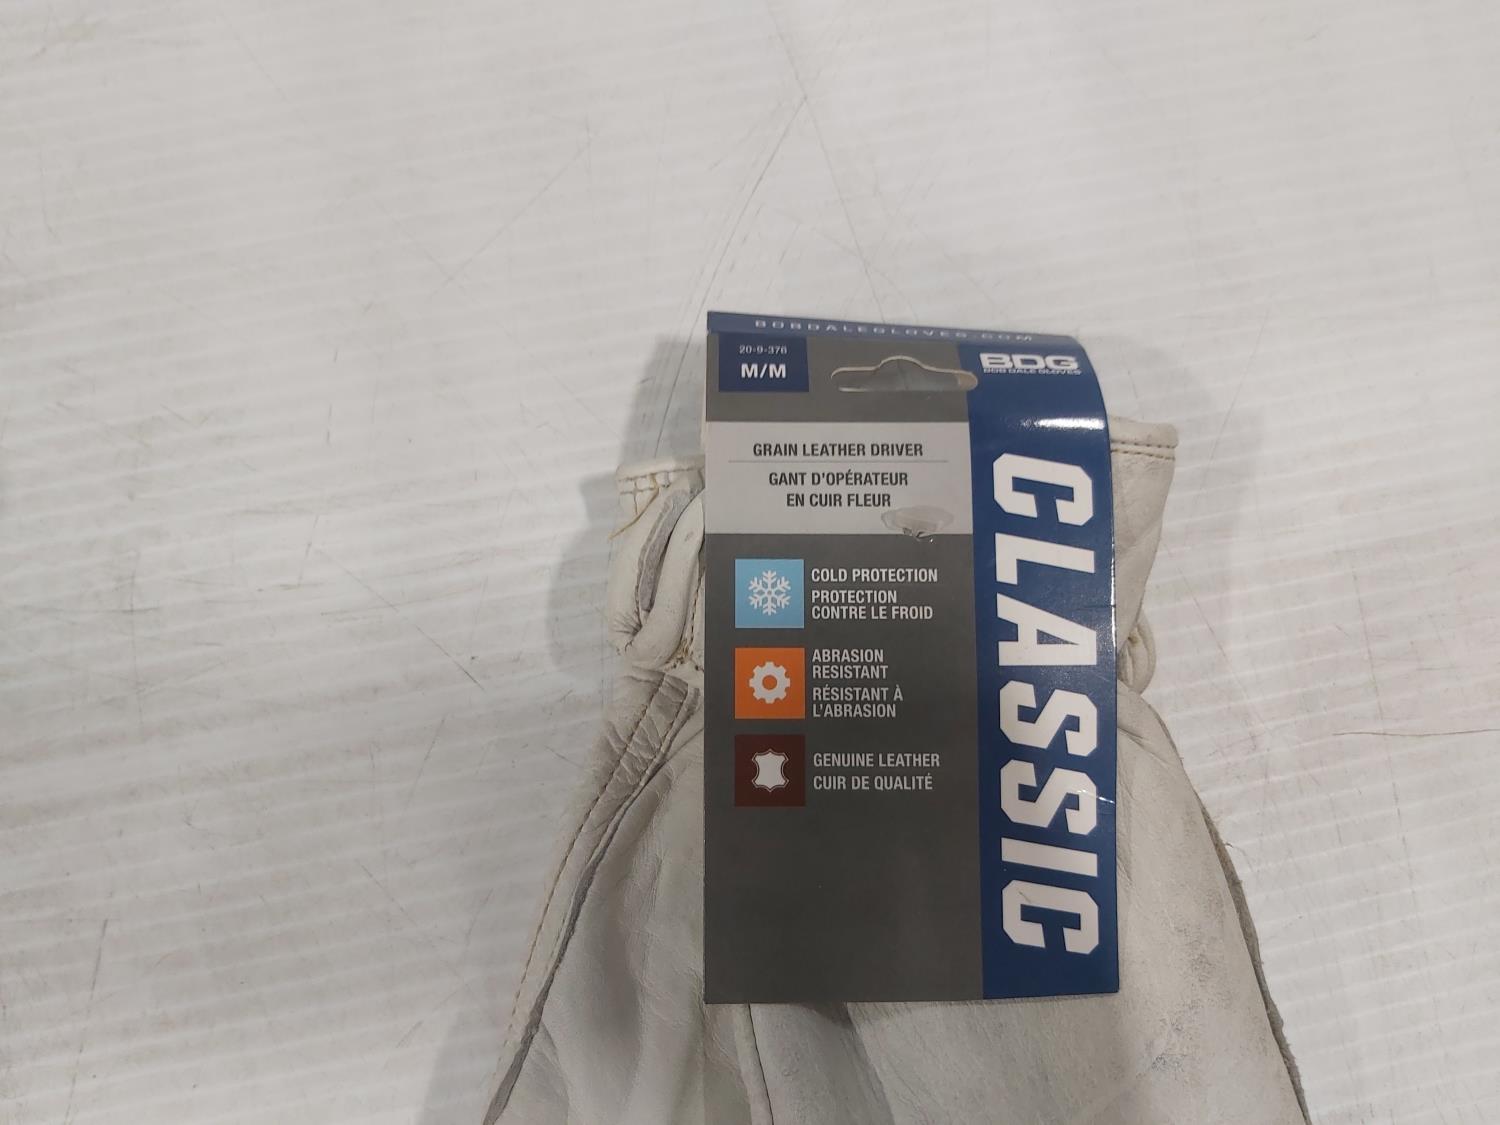 BOBDALEGLOVES.COM
20-9-376
M/M
BDG
BOB DALE GLOVES
GRAIN LEATHER DRIVER
GANT D'OPÉRATEUR
EN CUIR FLEUR
COLD PROTECTION
PROTECTION
CONTRE LE FROID
ABRASION
RESISTANT
RÉSISTANT À
L'ABRASION
GENUINE LEATHER
CUIR DE QUALITÉ
CLASSIC